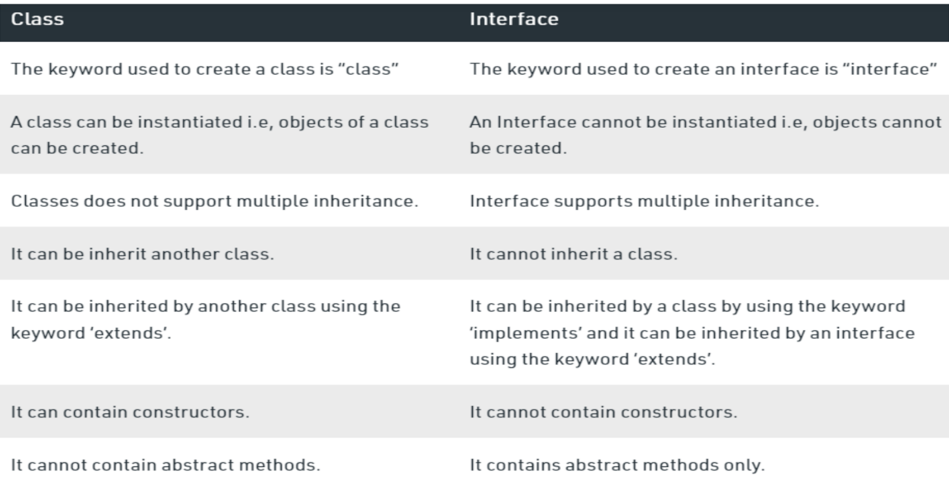 Class Interface
The keyword used to create a class is “class” The keyword used to create an interface is “interface”
A class can be instantiated i.e, objects of a class
can be created.
An Interface cannot be instantiated i.e, objects cannot
be created.
Classes does not support multiple inheritance. Interface supports multiple inheritance.
It can be inherit another class. It cannot inherit a class.
It can be inherited by another class using the
keyword ‘extends’.
It can be inherited by a class by using the keyword
‘implements’ and it can be inherited by an interface
using the keyword ‘extends’.
It can contain constructors. It cannot contain constructors.
It cannot contain abstract methods. It contains abstract methods only.